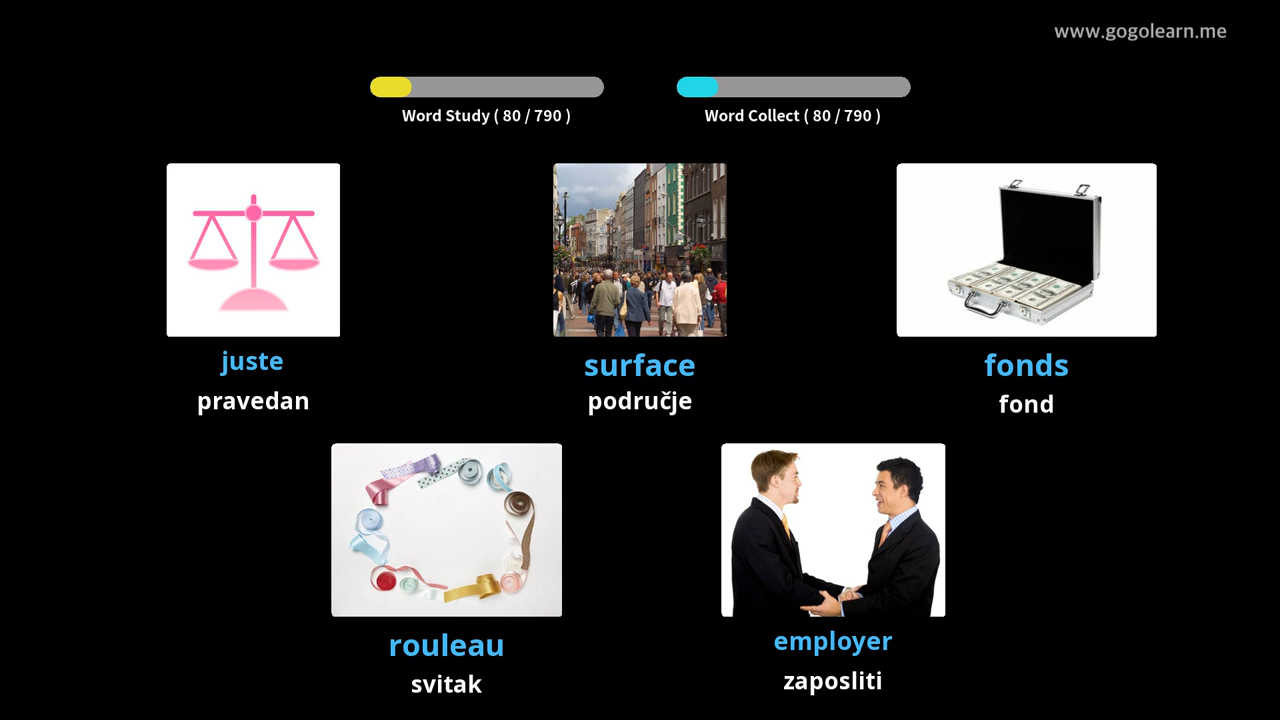 www.gogolearn.me
Word Study ( 80 / 790 )
Word Collect ( 80 / 790 )
juste
pravedan
surface
područje
fonds
fond
rouleau
svitak
employer
zaposliti